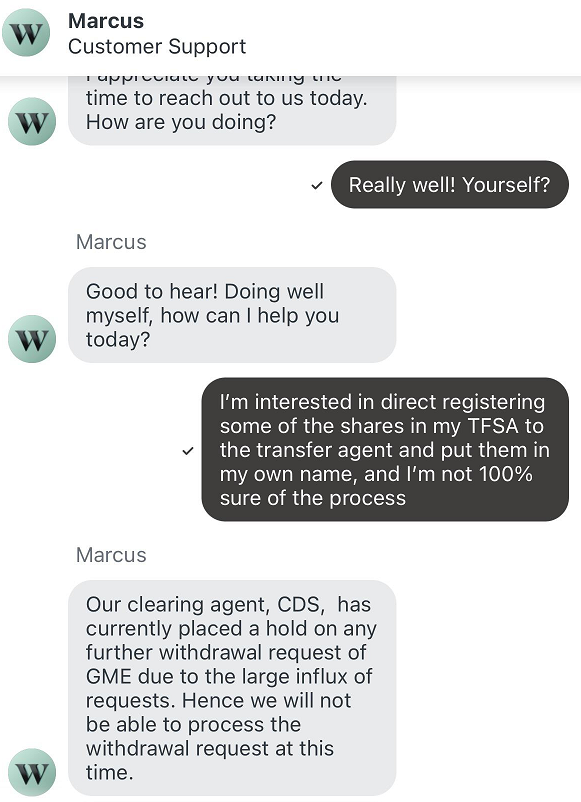 Marcus
Customer Support
I appreciate you taking the
time to reach out to us today.
How are you doing?
W
Really well! Yourself?
Marcus
Good to hear! Doing well
myself, how can I help you
today?
W
I'm interested in direct registering
some of the shares in my TFSA to
the transfer agent and put them in
my own name, and I'm not 100%
sure of the process
Marcus
Our clearing agent, CDS,  has
currently placed a hold on any
further withdrawal request of
GME due to the large influx of
requests. Hence we will not
be able to process the
withdrawal request at this
time.
W